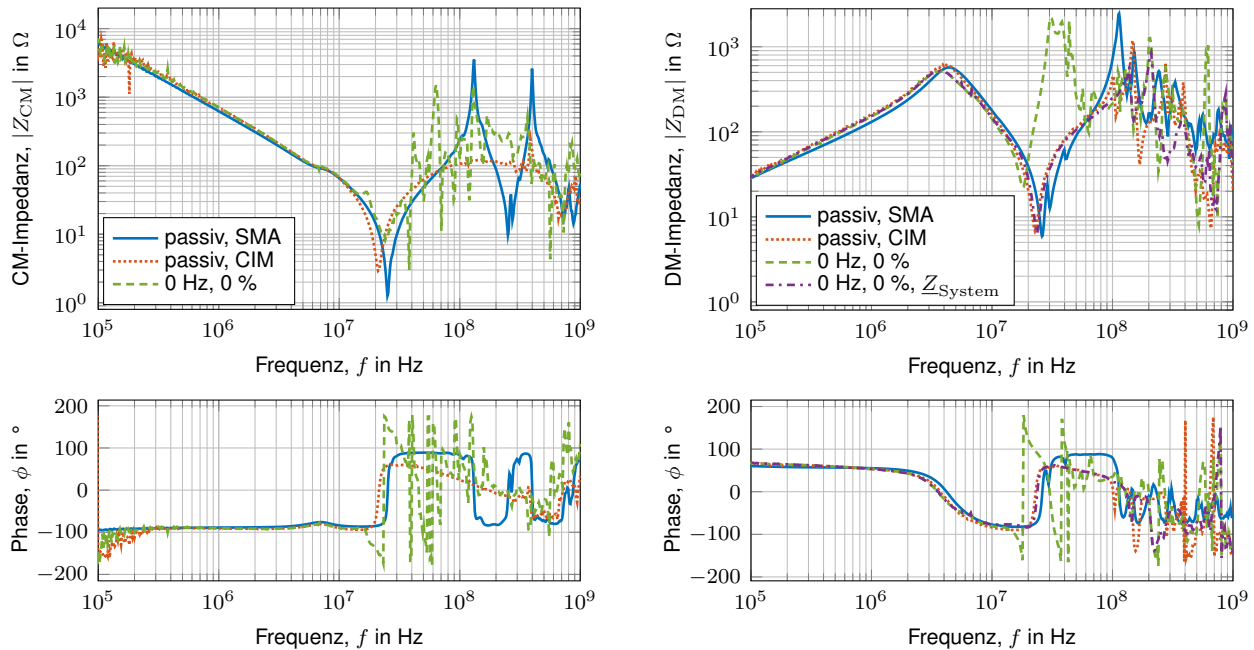 10^4
10^3
10^2
10^1
10^0
CM-Impedanz, |Z_CM| in Ω
passiv, SMA
passiv, CIM
0 Hz, 0 %
10^5 10^6 10^7 10^8 10^9
Frequenz, f in Hz
10^3
10^2
10^1
10^0
DM-Impedanz, |Z_DM| in Ω
passiv, SMA
passiv, CIM
0 Hz, 0 %
0 Hz, 0 %, Z_System
10^5 10^6 10^7 10^8 10^9
Frequenz, f in Hz
200
100
0
−100
−200
Phase, ϕ in °
10^5 10^6 10^7 10^8 10^9
Frequenz, f in Hz
200
100
0
−100
−200
Phase, ϕ in °
10^5 10^6 10^7 10^8 10^9
Frequenz, f in Hz